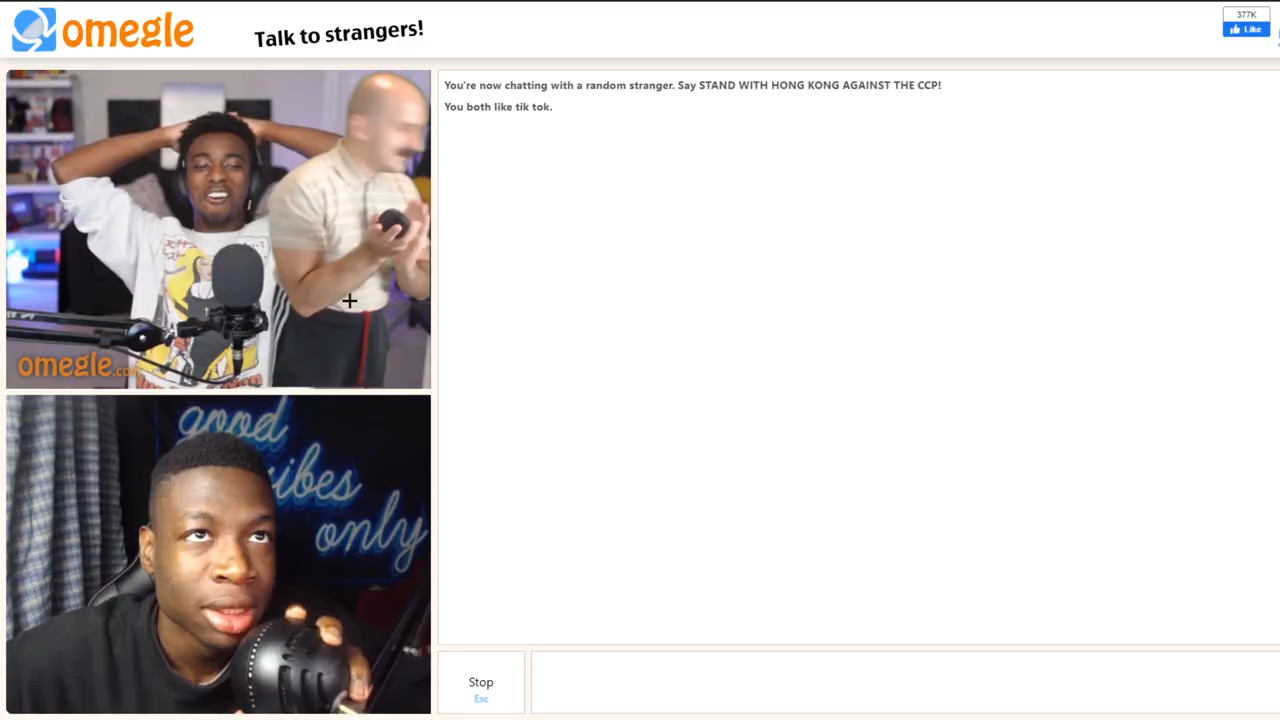 omegle
Talk to strangers!
377K
Like
You're now chatting with a random stranger. Say STAND WITH HONG KONG AGAINST THE CCP!
You both like tik tok.
omegle.com
good
vibes
only
Stop
Esc